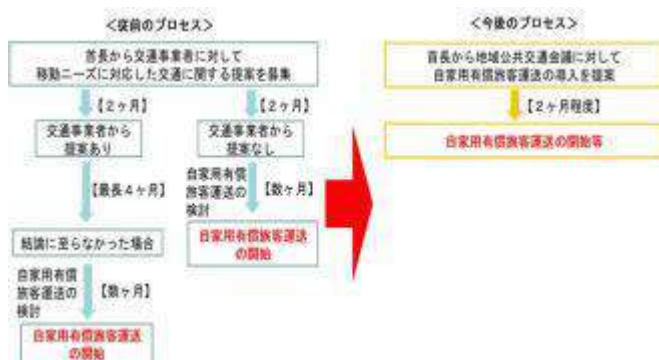 ＜従前のプロセス＞
首長から交通事業者に対して
移動ニーズに対応した交通に関する提案を募集
【２ヶ月】
【２ヶ月】
交通事業者から
提案あり
交通事業者から
提案なし
【最長４ヶ月】
自家用有償
旅客運送の
検討
【数ヶ月】
自家用有償旅客運送
の開始
結論に至らなかった場合
自家用有償
旅客運送の
検討
【数ヶ月】
自家用有償旅客運送
の開始
＜今後のプロセス＞
首長から地域公共交通会議に対して
自家用有償旅客運送の導入を提案
【２ヶ月程度】
自家用有償旅客運送の開始等